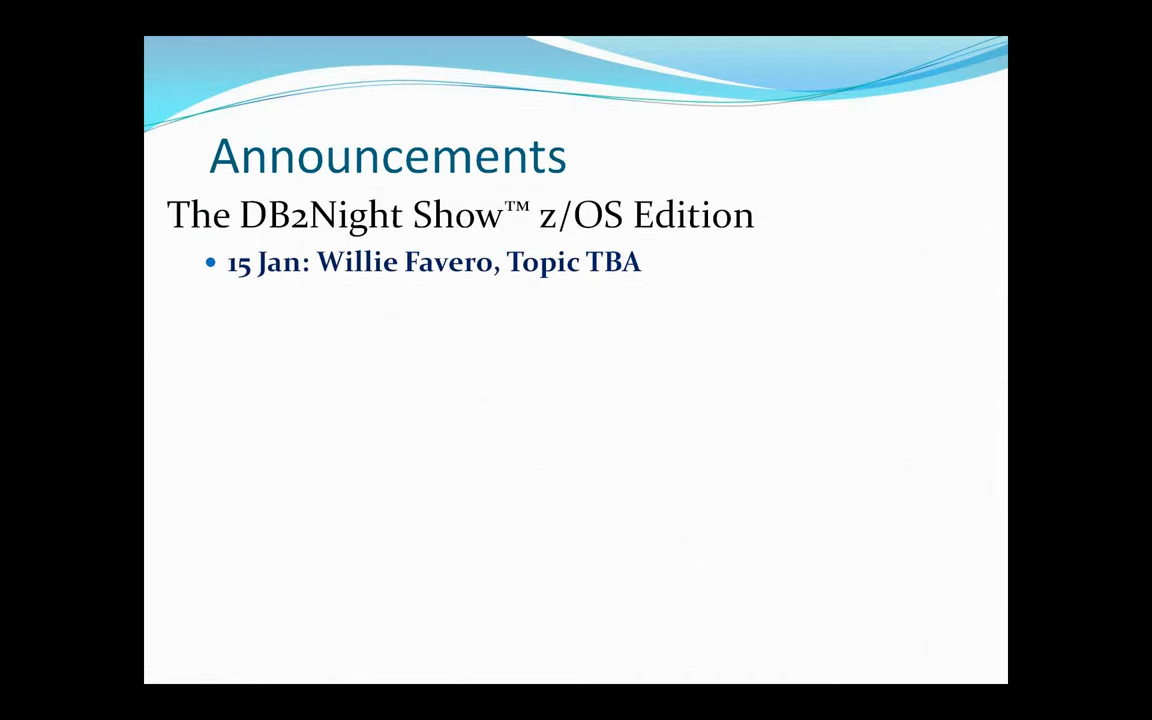 Announcements
The DB2Night Show™ z/OS Edition
• 15 Jan: Willie Favero, Topic TBA